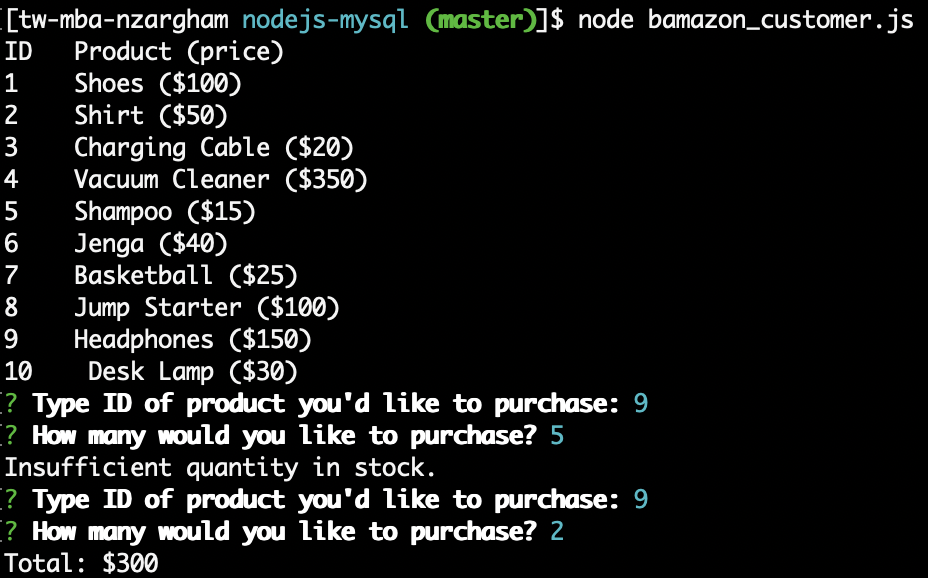 [tw-mba-nzargham nodejs-mysql (master)]$ node bamazon_customer.js
ID   Product (price)
1    Shoes ($100)
2    Shirt ($50)
3    Charging Cable ($20)
4    Vacuum Cleaner ($350)
5    Shampoo ($15)
6    Jenga ($40)
7    Basketball ($25)
8    Jump Starter ($100)
9    Headphones ($150)
10    Desk Lamp ($30)
? Type ID of product you'd like to purchase: 9
? How many would you like to purchase? 5
Insufficient quantity in stock.
? Type ID of product you'd like to purchase: 9
? How many would you like to purchase? 2
Total: $300